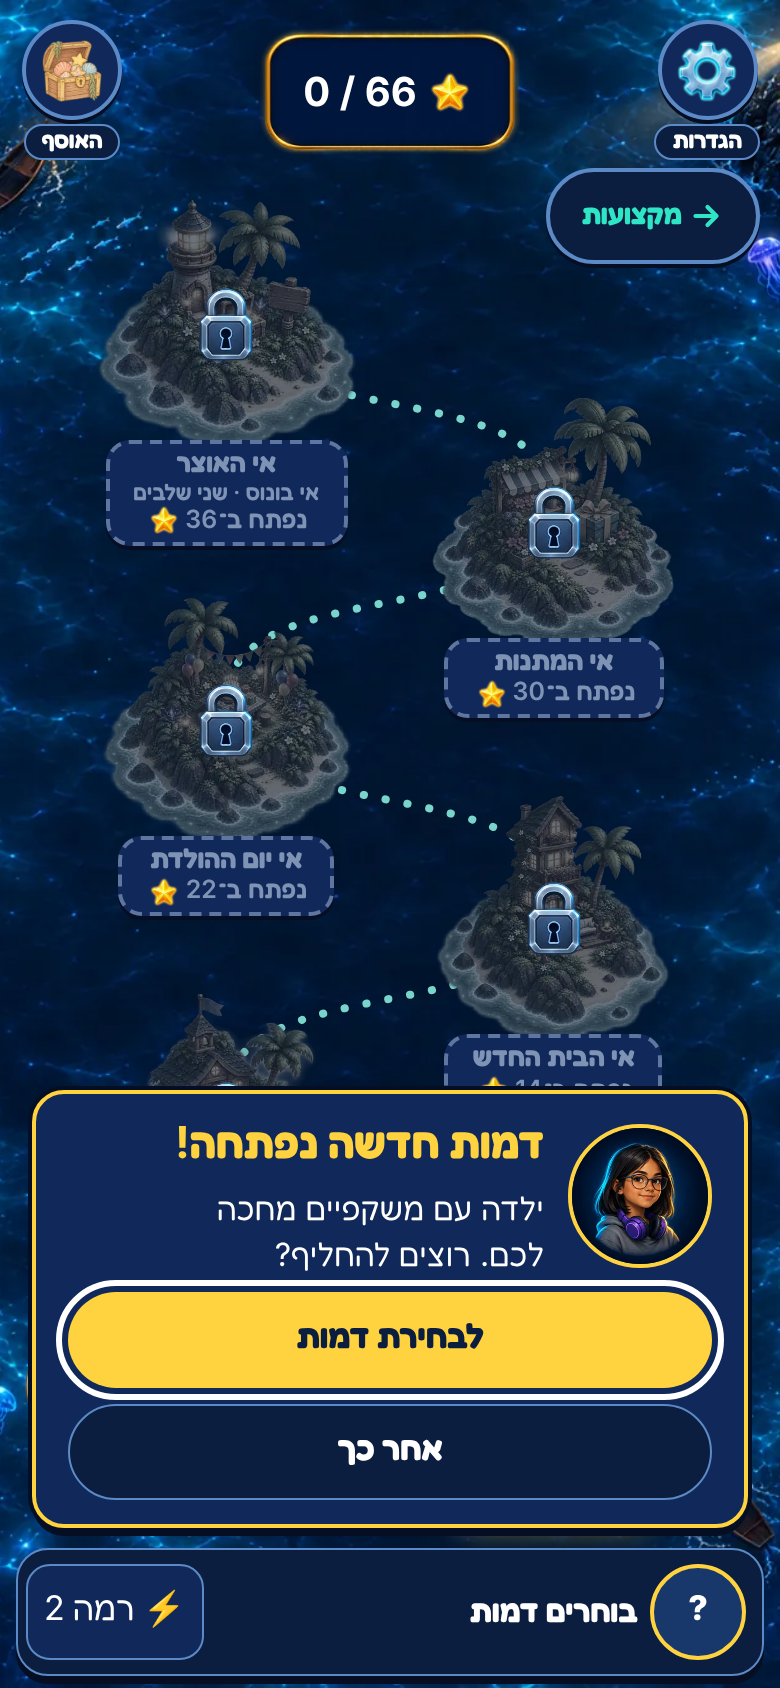 0 / 66
האוסף
הגדרות
→ מקצועות
אי האוצר
אי בונוס · שני שלבים
נפתח ב־36
אי המתנות
נפתח ב־30
אי יום ההולדת
נפתח ב־22
אי הבית החדש
דמות חדשה נפתחה!
ילדה עם משקפיים מחכה
לכם. רוצים להחליף?
לבחירת דמות
אחר כך
?
בוחרים דמות
רמה 2